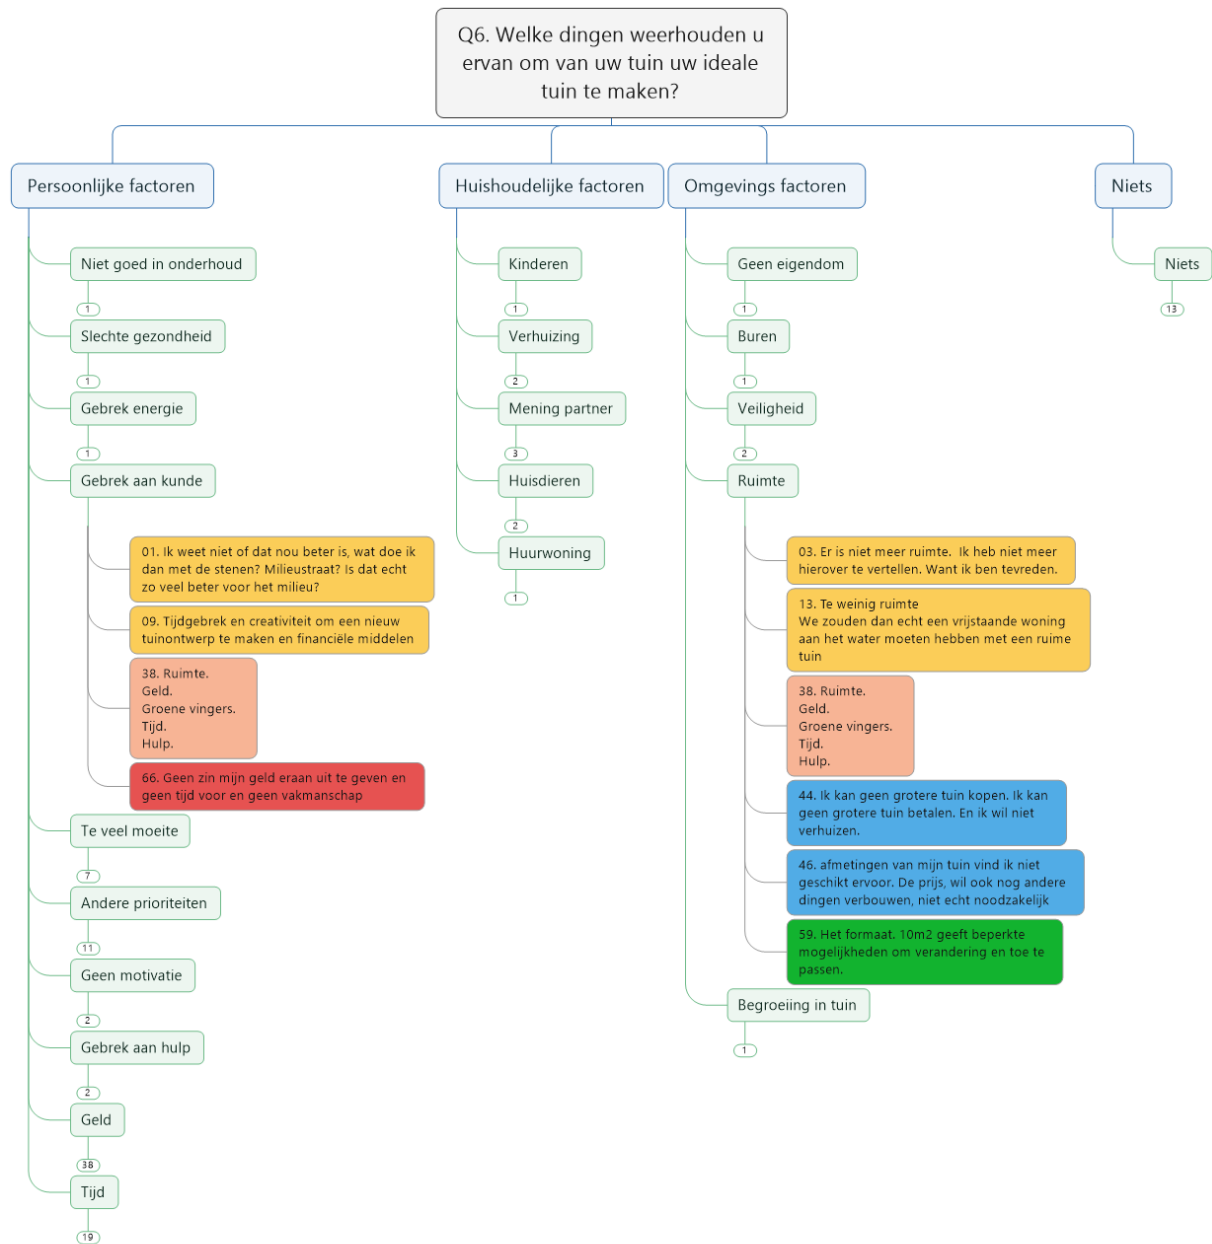 Q6. Welke dingen weerhouden u
ervan om van uw tuin uw ideale
tuin te maken?
Persoonlijke factoren
Niet goed in onderhoud
1
Slechte gezondheid
1
Gebrek energie
1
Gebrek aan kunde
01. Ik weet niet of dat nou beter is, wat doe ik
dan met de stenen? Milieustraat? Is dat echt
zo veel beter voor het milieu?
09. Tijdgebrek en creativiteit om een nieuw
tuinontwerp te maken en financiële middelen
38. Ruimte.
Geld.
Groene vingers.
Tijd.
Hulp.
66. Geen zin mijn geld eraan uit te geven en
geen tijd voor en geen vakmanschap
Te veel moeite
7
Andere prioriteiten
11
Geen motivatie
2
Gebrek aan hulp
2
Geld
38
Tijd
19
Huishoudelijke factoren
Kinderen
1
Verhuizing
2
Mening partner
3
Huisdieren
2
Huurwoning
1
Omgevings factoren
Geen eigendom
1
Buren
1
Veiligheid
2
Ruimte
03. Er is niet meer ruimte.  Ik heb niet meer
hierover te vertellen. Want ik ben tevreden.
13. Te weinig ruimte
We zouden dan echt een vrijstaande woning
aan het water moeten hebben met een ruime
tuin
38. Ruimte.
Geld.
Groene vingers.
Tijd.
Hulp.
44. Ik kan geen grotere tuin kopen. Ik kan
geen grotere tuin betalen. En ik wil niet
verhuizen.
46. afmetingen van mijn tuin vind ik niet
geschikt ervoor. De prijs, wil ook nog andere
dingen verbouwen, niet echt noodzakelijk
59. Het formaat. 10m2 geeft beperkte
mogelijkheden om verandering en toe te
passen.
Begroeiing in tuin
1
Niets
Niets
13